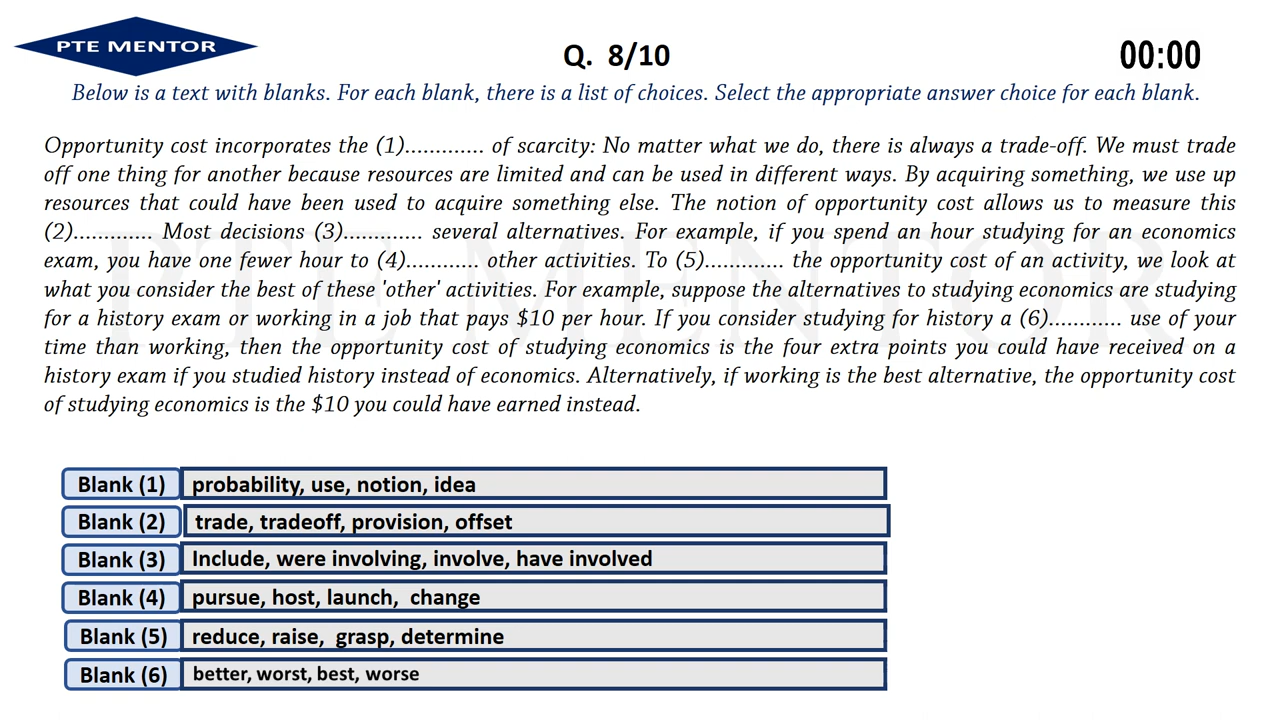 PTE MENTOR
Q. 8/10
00:00
Below is a text with blanks. For each blank, there is a list of choices. Select the appropriate answer choice for each blank.
Opportunity cost incorporates the (1)............. of scarcity: No matter what we do, there is always a trade-off. We must trade
off one thing for another because resources are limited and can be used in different ways. By acquiring something, we use up
resources that could have been used to acquire something else. The notion of opportunity cost allows us to measure this
(2)............. Most decisions (3)............. several alternatives. For example, if you spend an hour studying for an economics
exam, you have one fewer hour to (4)............. other activities. To (5)............. the opportunity cost of an activity, we look at
what you consider the best of these 'other' activities. For example, suppose the alternatives to studying economics are studying
for a history exam or working in a job that pays $10 per hour. If you consider studying for history a (6)............ use of your
time than working, then the opportunity cost of studying economics is the four extra points you could have received on a
history exam if you studied history instead of economics. Alternatively, if working is the best alternative, the opportunity cost
of studying economics is the $10 you could have earned instead.
PTE MENTOR
Blank (1) probability, use, notion, idea
Blank (2) trade, tradeoff, provision, offset
Blank (3) Include, were involving, involve, have involved
Blank (4) pursue, host, launch, change
Blank (5) reduce, raise, grasp, determine
Blank (6) better, worst, best, worse